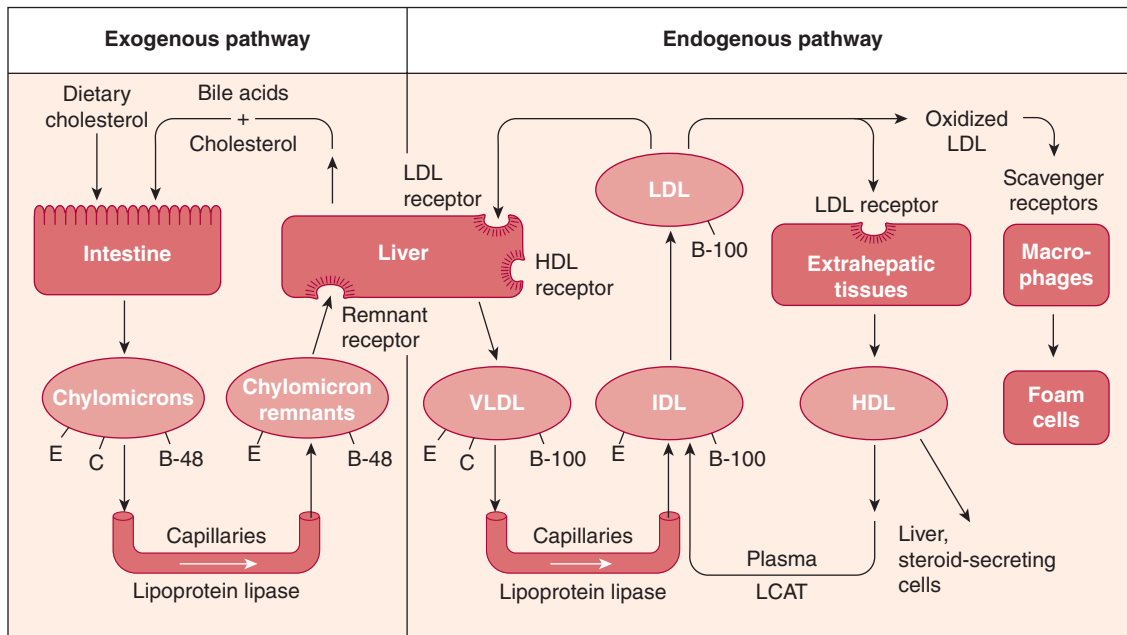 Exogenous pathway
Endogenous pathway
Dietary
cholesterol
Bile acids
+
Cholesterol
Intestine
Liver
LDL
receptor
HDL
receptor
Remnant
receptor
Chylomicrons
E
C
B-48
Chylomicron
remnants
E
B-48
Capillaries
Lipoprotein lipase
VLDL
E
C
B-100
IDL
E
B-100
Capillaries
Lipoprotein lipase
LDL
B-100
LDL receptor
Extrahepatic
tissues
HDL
Plasma
LCAT
Liver,
steroid-secreting
cells
Oxidized
LDL
Scavenger
receptors
Macro-
phages
Foam
cells